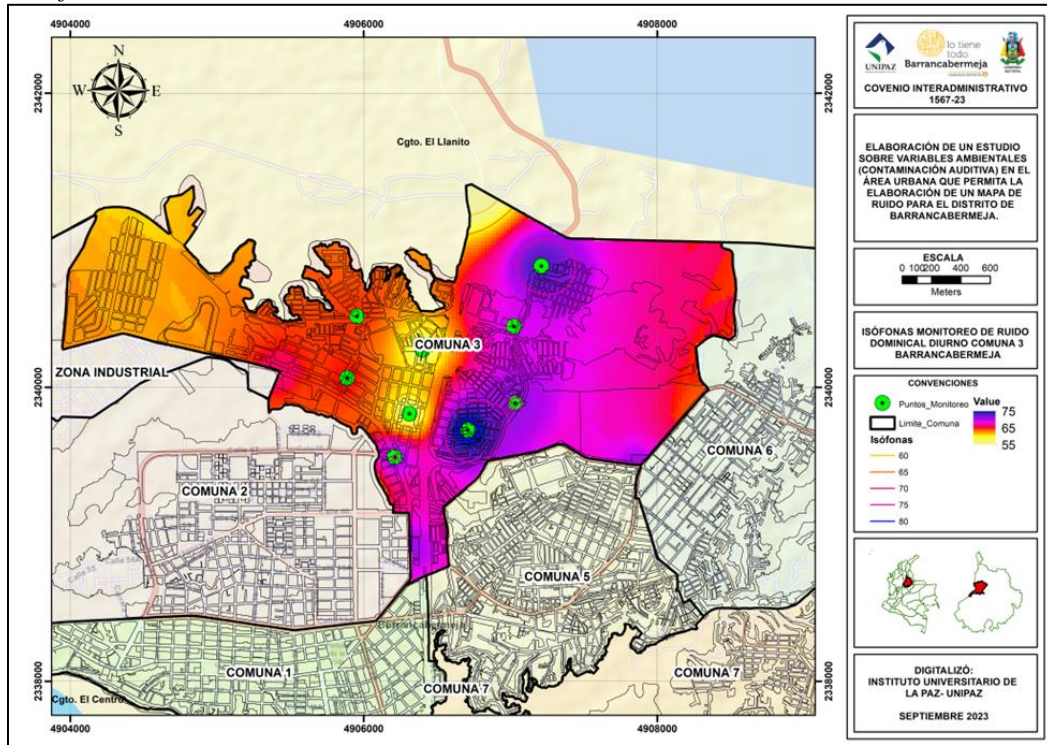 4904000
4906000
4908000
N
W
E
S
2342000
2342000
Cgto. El Llanito
COMUNA 3
ZONA INDUSTRIAL
2340000
2340000
COMUNA 6
COMUNA 2
COMUNA 5
Barrancabermeja
COMUNA 1
COMUNA 7
COMUNA 7
Cgto. El Centro
2338000
2338000
4904000
4906000
4908000
UNIPAZ
lo tiene
todo.
Barrancabermeja
COVENIO INTERADMINISTRATIVO
1567-23
ELABORACIÓN DE UN ESTUDIO
SOBRE VARIABLES AMBIENTALES
(CONTAMINACIÓN AUDITIVA) EN EL
ÁREA URBANA QUE PERMITA LA
ELABORACIÓN DE UN MAPA DE
RUIDO PARA EL DISTRITO DE
BARRANCABERMEJA.
ESCALA
0 100200 400 600
Meters
ISÓFONAS MONITOREO DE RUIDO
DOMINICAL DIURNO COMUNA 3
BARRANCABERMEJA
CONVENCIONES
Puntos_Monitoreo
Limite_Comuna
Isófonas
60
65
70
75
80
Value
75
65
55
DIGITALIZÓ:
INSTITUTO UNIVERSITARIO DE
LA PAZ- UNIPAZ
SEPTIEMBRE 2023